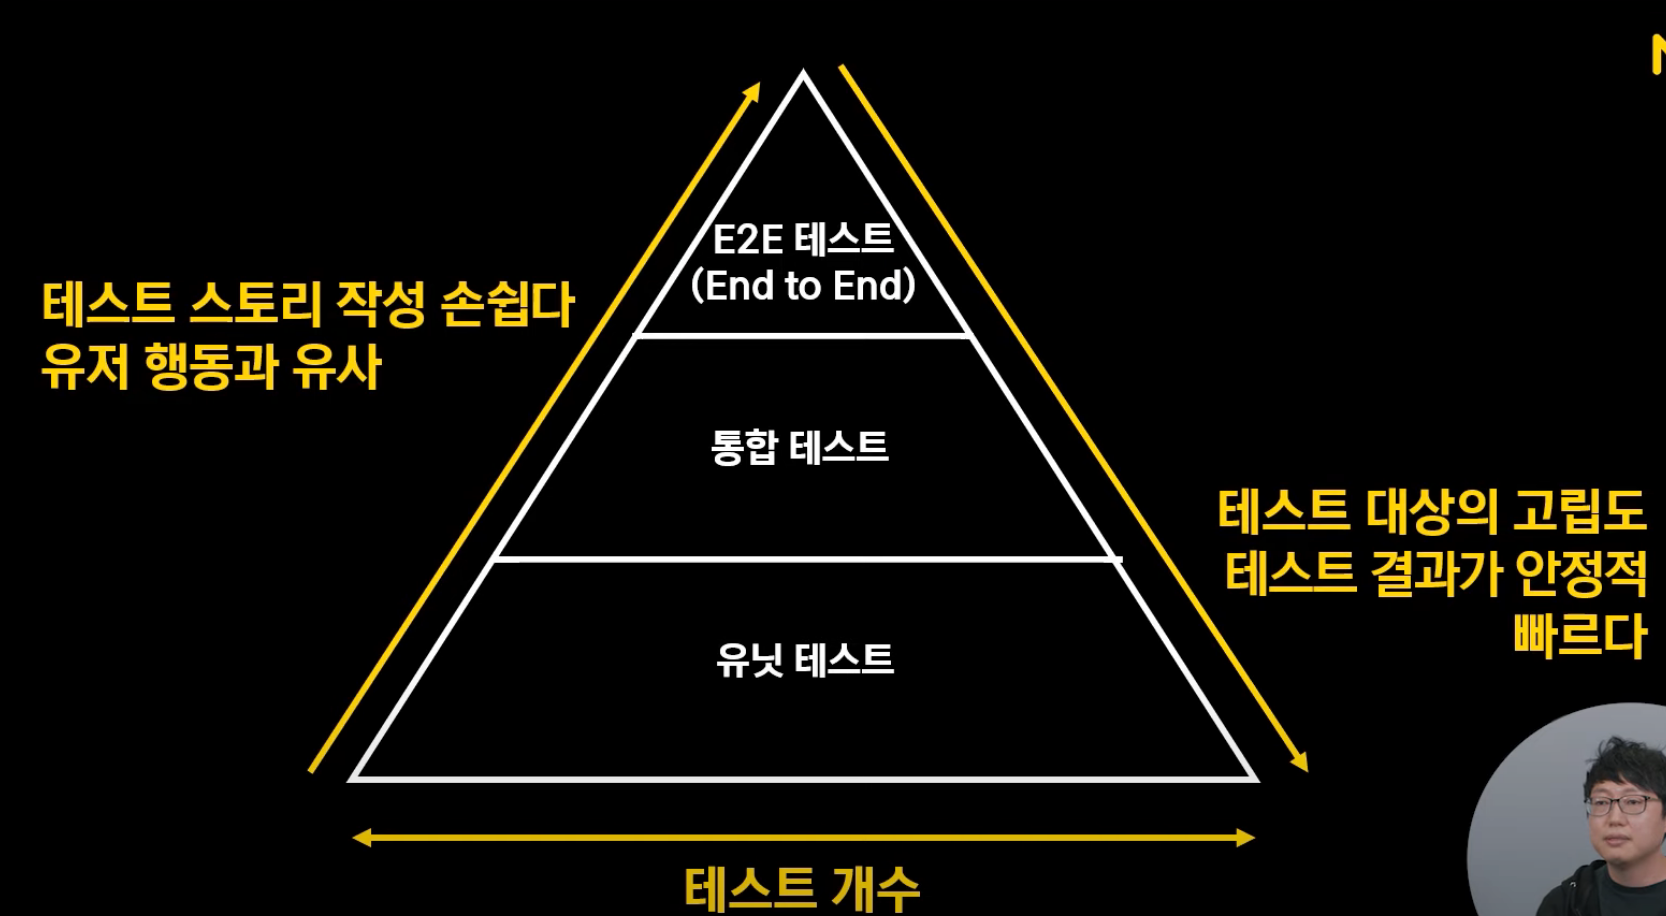 E2E 테스트
(End to End)
테스트 스토리 작성 손쉽다
유저 행동과 유사
통합 테스트
테스트 대상의 고립도
테스트 결과가 안정적
빠르다
유닛 테스트
테스트 개수